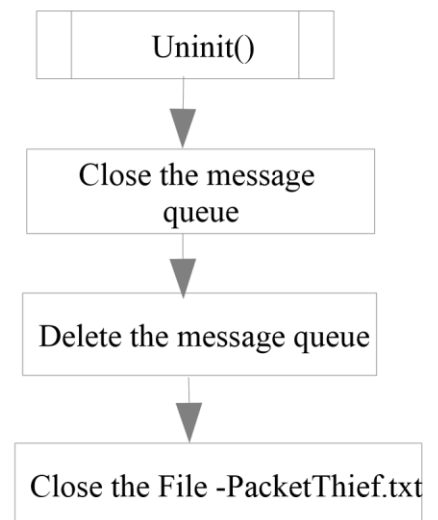 Uninit()
Close the message
queue
Delete the message queue
Close the File -PacketThief.txt